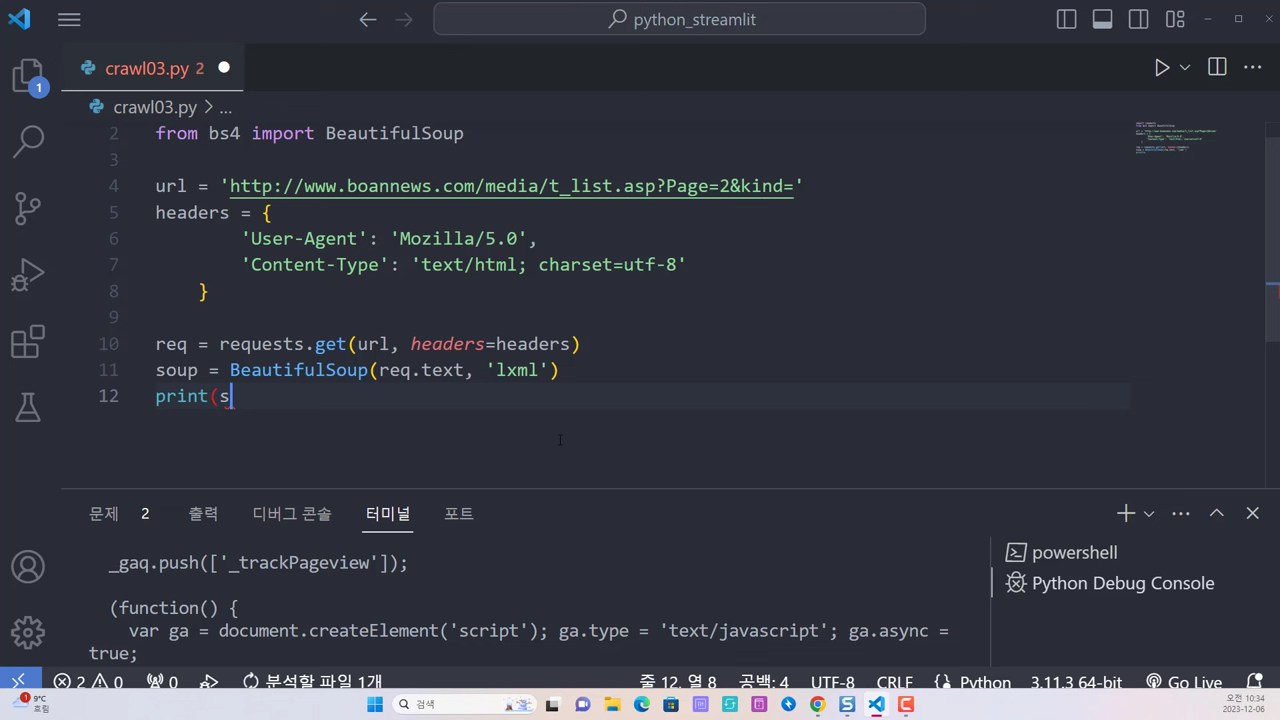 python_streamlit
crawl03.py 2
crawl03.py > ...
2 from bs4 import BeautifulSoup
3
4 url = 'http://www.boannews.com/media/t_list.asp?Page=2&kind='
5 headers = {
6 'User-Agent': 'Mozilla/5.0',
7 'Content-Type': 'text/html; charset=utf-8'
8 }
9
10 req = requests.get(url, headers=headers)
11 soup = BeautifulSoup(req.text, 'lxml')
12 print(s
1
문제 2 출력 디버그 콘솔 터미널 포트
_gaq.push(['_trackPageview']);
(function() {
var ga = document.createElement('script'); ga.type = 'text/javascript'; ga.async =
true;
powershell
Python Debug Console
2 0 0 분석할 파일 1개 줄 12, 열 8 공백: 4 UTF-8 CRLF {} Python 3.11.3 64-bit Go Live
1 9°C
흐림
검색
오전 10:34
2023-12-06